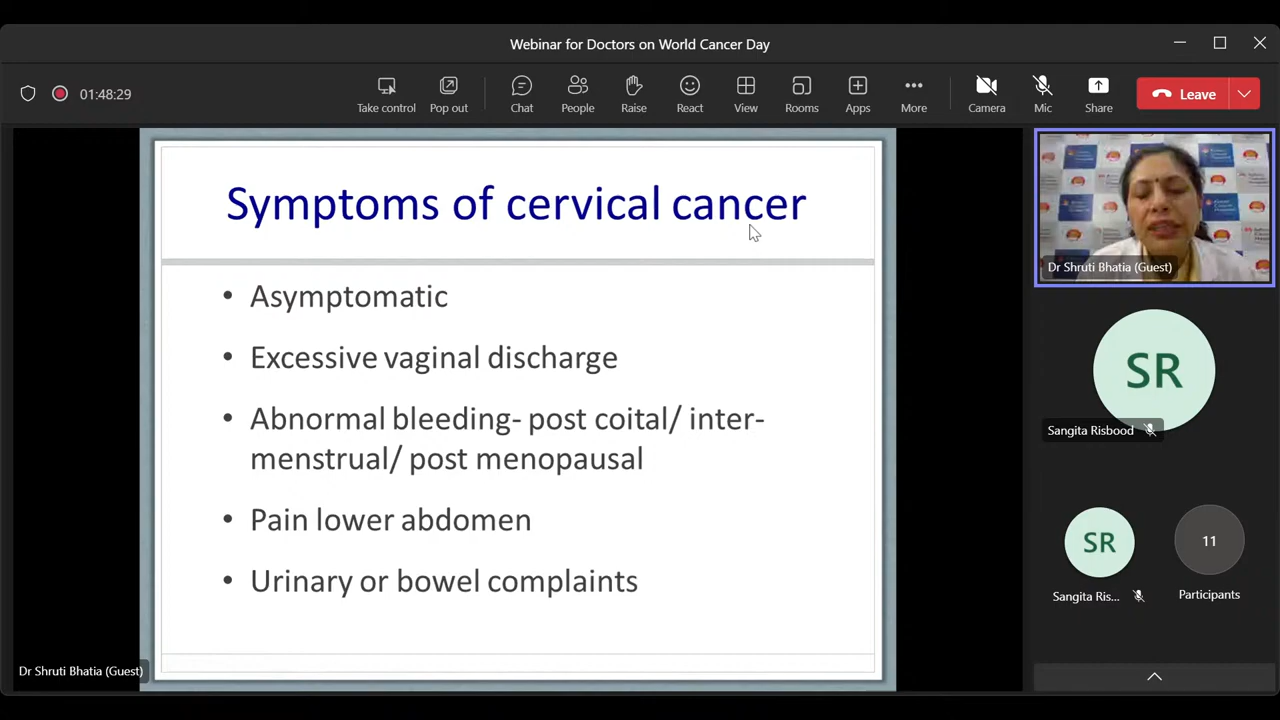 Webinar for Doctors on World Cancer Day
01:48:29
Take control
Pop out
Chat
People
Raise
React
View
Rooms
Apps
More
Camera
Mic
Share
Leave
Symptoms of cervical cancer
• Asymptomatic
• Excessive vaginal discharge
• Abnormal bleeding- post coital/ inter-
menstrual/ post menopausal
• Pain lower abdomen
• Urinary or bowel complaints
Dr Shruti Bhatia (Guest)
Dr Shruti Bhatia (Guest)
SR
Sangita Risbood
SR
Sangita Ris...
11
Participants